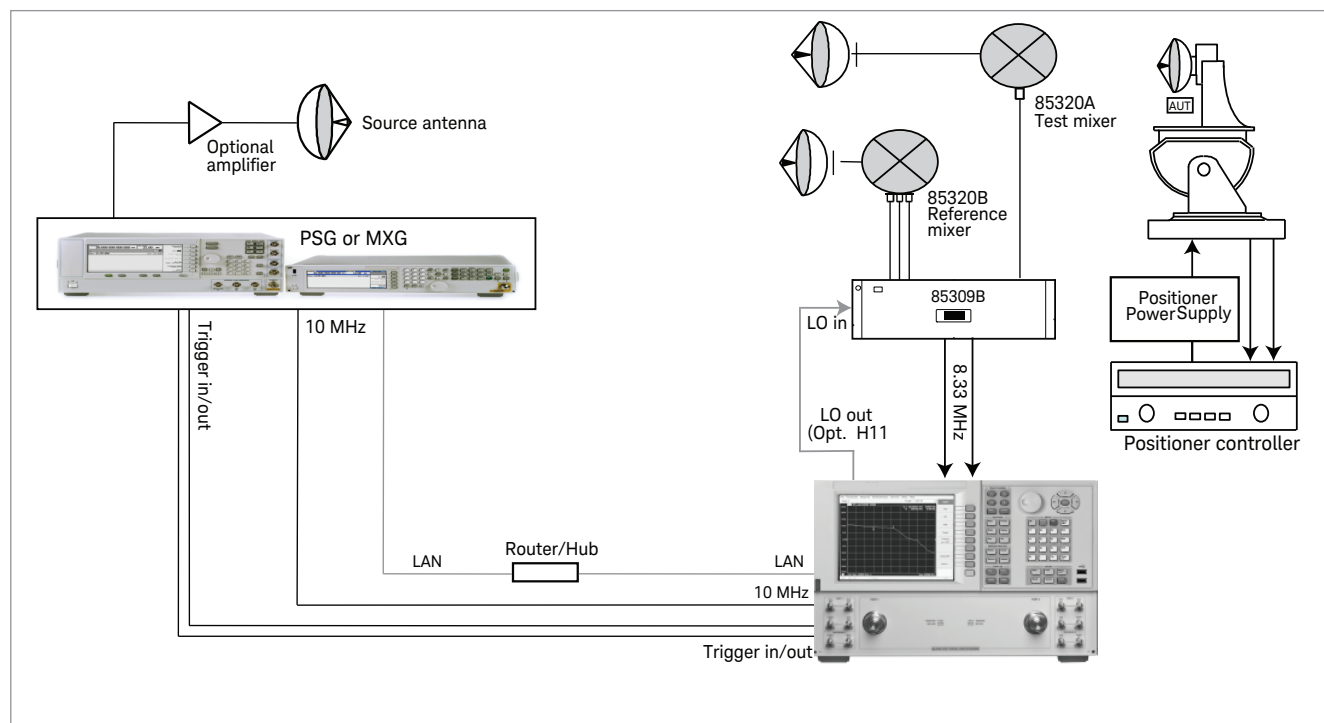 Optional
amplifier
Source antenna
85320A
Test mixer
AUT
85320B
Reference
mixer
PSG or MXG
85309B
LO in
Positioner
PowerSupply
Trigger in/out
10 MHz
8.33 MHz
LO out
(Opt. H11
Positioner controller
Router/Hub
LAN
LAN
10 MHz
Trigger in/out